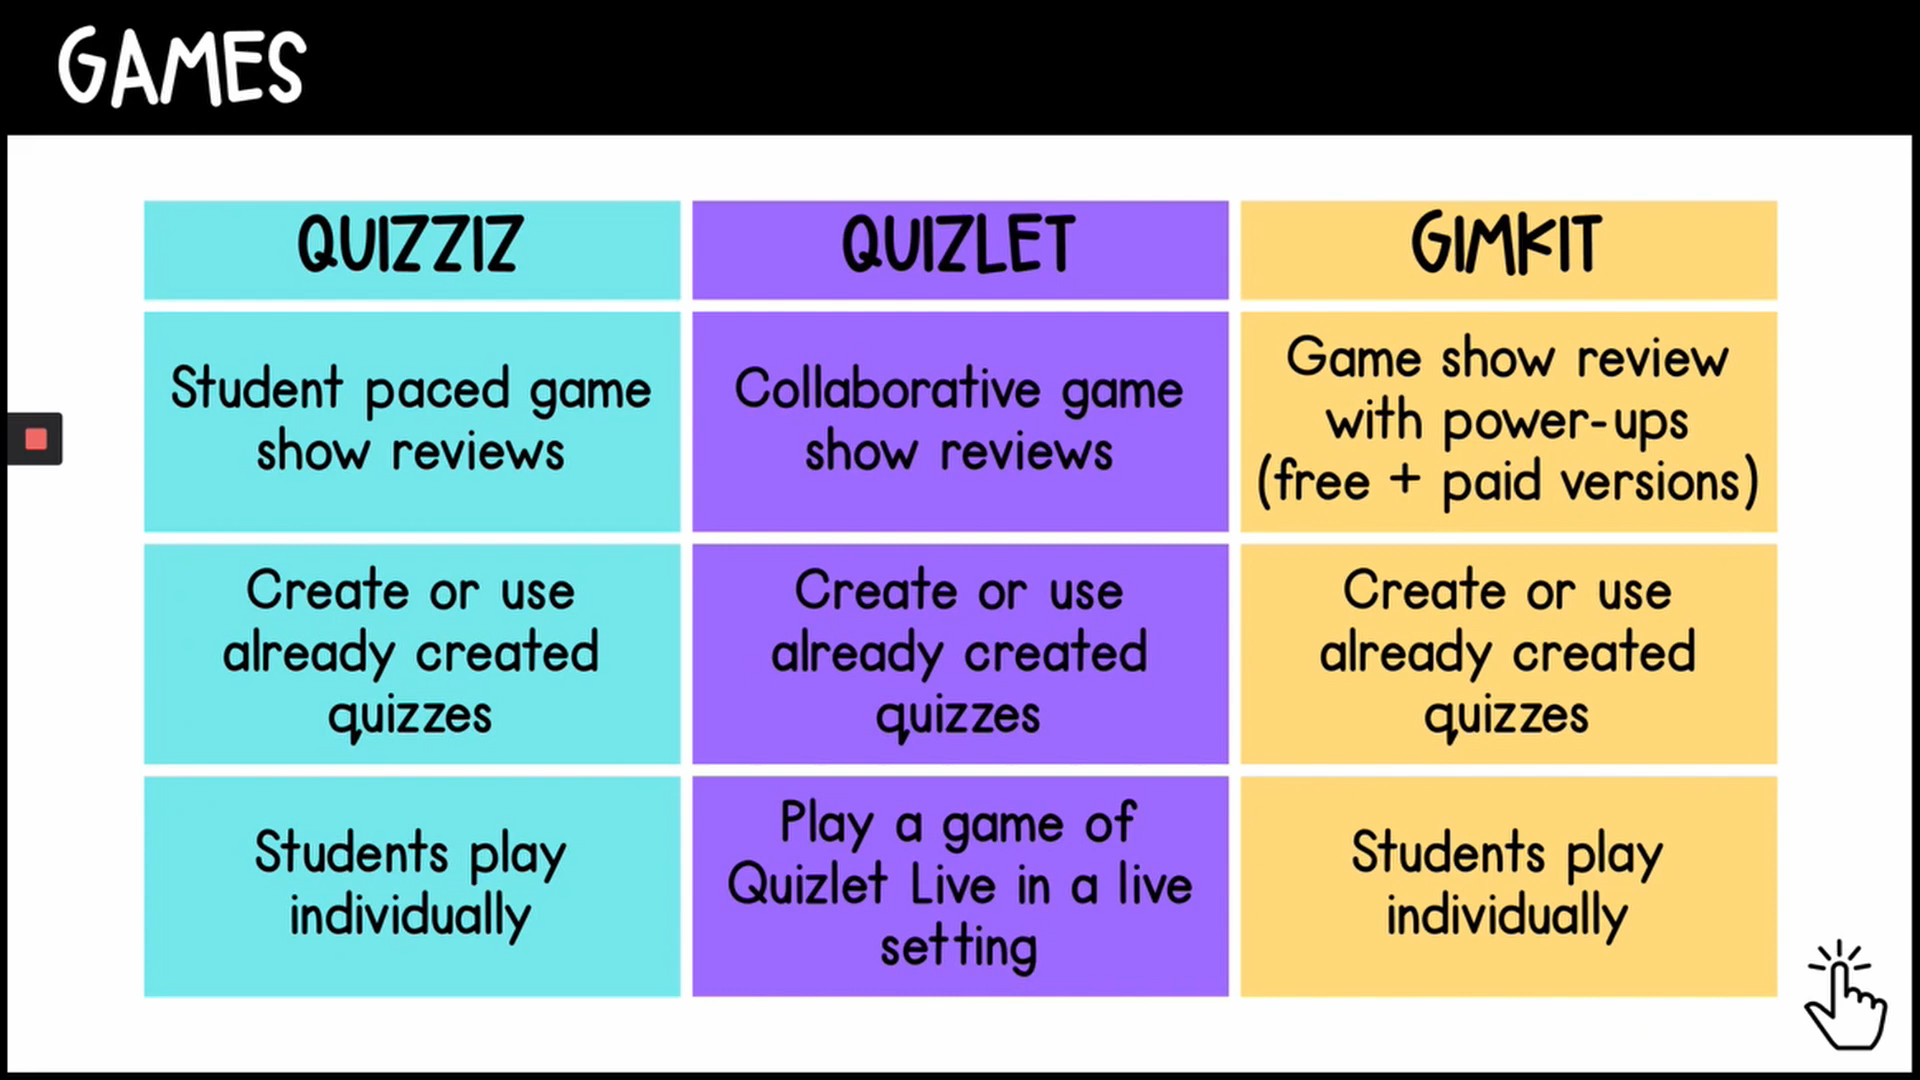 GAMES
QUIZZIZ
Student paced game
show reviews
Create or use
already created
quizzes
Students play
individually
QUIZLET
Collaborative game
show reviews
Create or use
already created
quizzes
Play a game of
Quizlet Live in a live
setting
GIMKIT
Game show review
with power-ups
(free + paid versions)
Create or use
already created
quizzes
Students play
individually